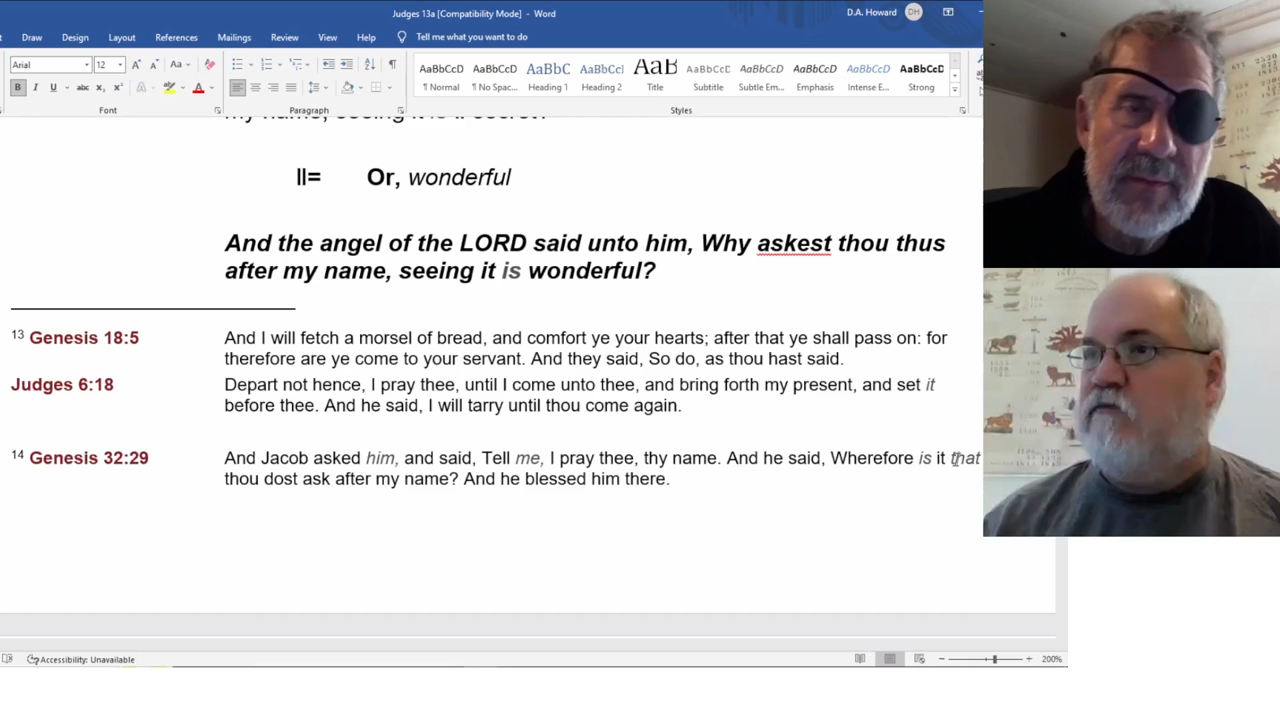 Judges 13a [Compatibility Mode] - Word
D.A. Howard DH
Draw Design Layout References Mailings Review View Help Tell me what you want to do
Arial 12
AaBbCcD AaBbCcD AaBbC AaBbCcI AaB AaBbCcD AaBbCcD AaBbCcD AaBbCcD AaBbCcD
¶ Normal ¶ No Spac... Heading 1 Heading 2 Title Subtitle Subtle Em... Emphasis Intense E... Strong
Font Paragraph Styles
ǁ= Or, wonderful
And the angel of the LORD said unto him, Why askest thou thus
after my name, seeing it is wonderful?
13 Genesis 18:5 And I will fetch a morsel of bread, and comfort ye your hearts; after that ye shall pass on: for
therefore are ye come to your servant. And they said, So do, as thou hast said.
Judges 6:18 Depart not hence, I pray thee, until I come unto thee, and bring forth my present, and set it
before thee. And he said, I will tarry until thou come again.
14 Genesis 32:29 And Jacob asked him, and said, Tell me, I pray thee, thy name. And he said, Wherefore is it that
thou dost ask after my name? And he blessed him there.
Accessibility: Unavailable
200%